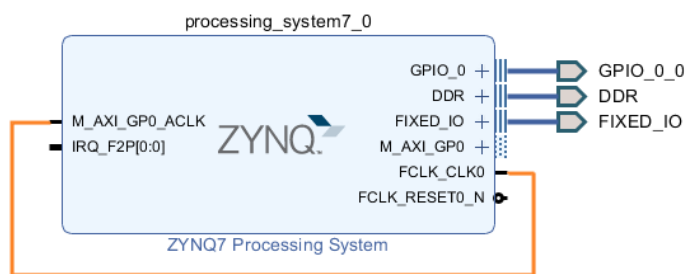 processing_system7_0
GPIO_0
GPIO_0_0
DDR
DDR
M_AXI_GP0_ACLK
FIXED_IO
FIXED_IO
IRQ_F2P[0:0]
ZYNQ
M_AXI_GP0
FCLK_CLK0
FCLK_RESET0_N
ZYNQ7 Processing System